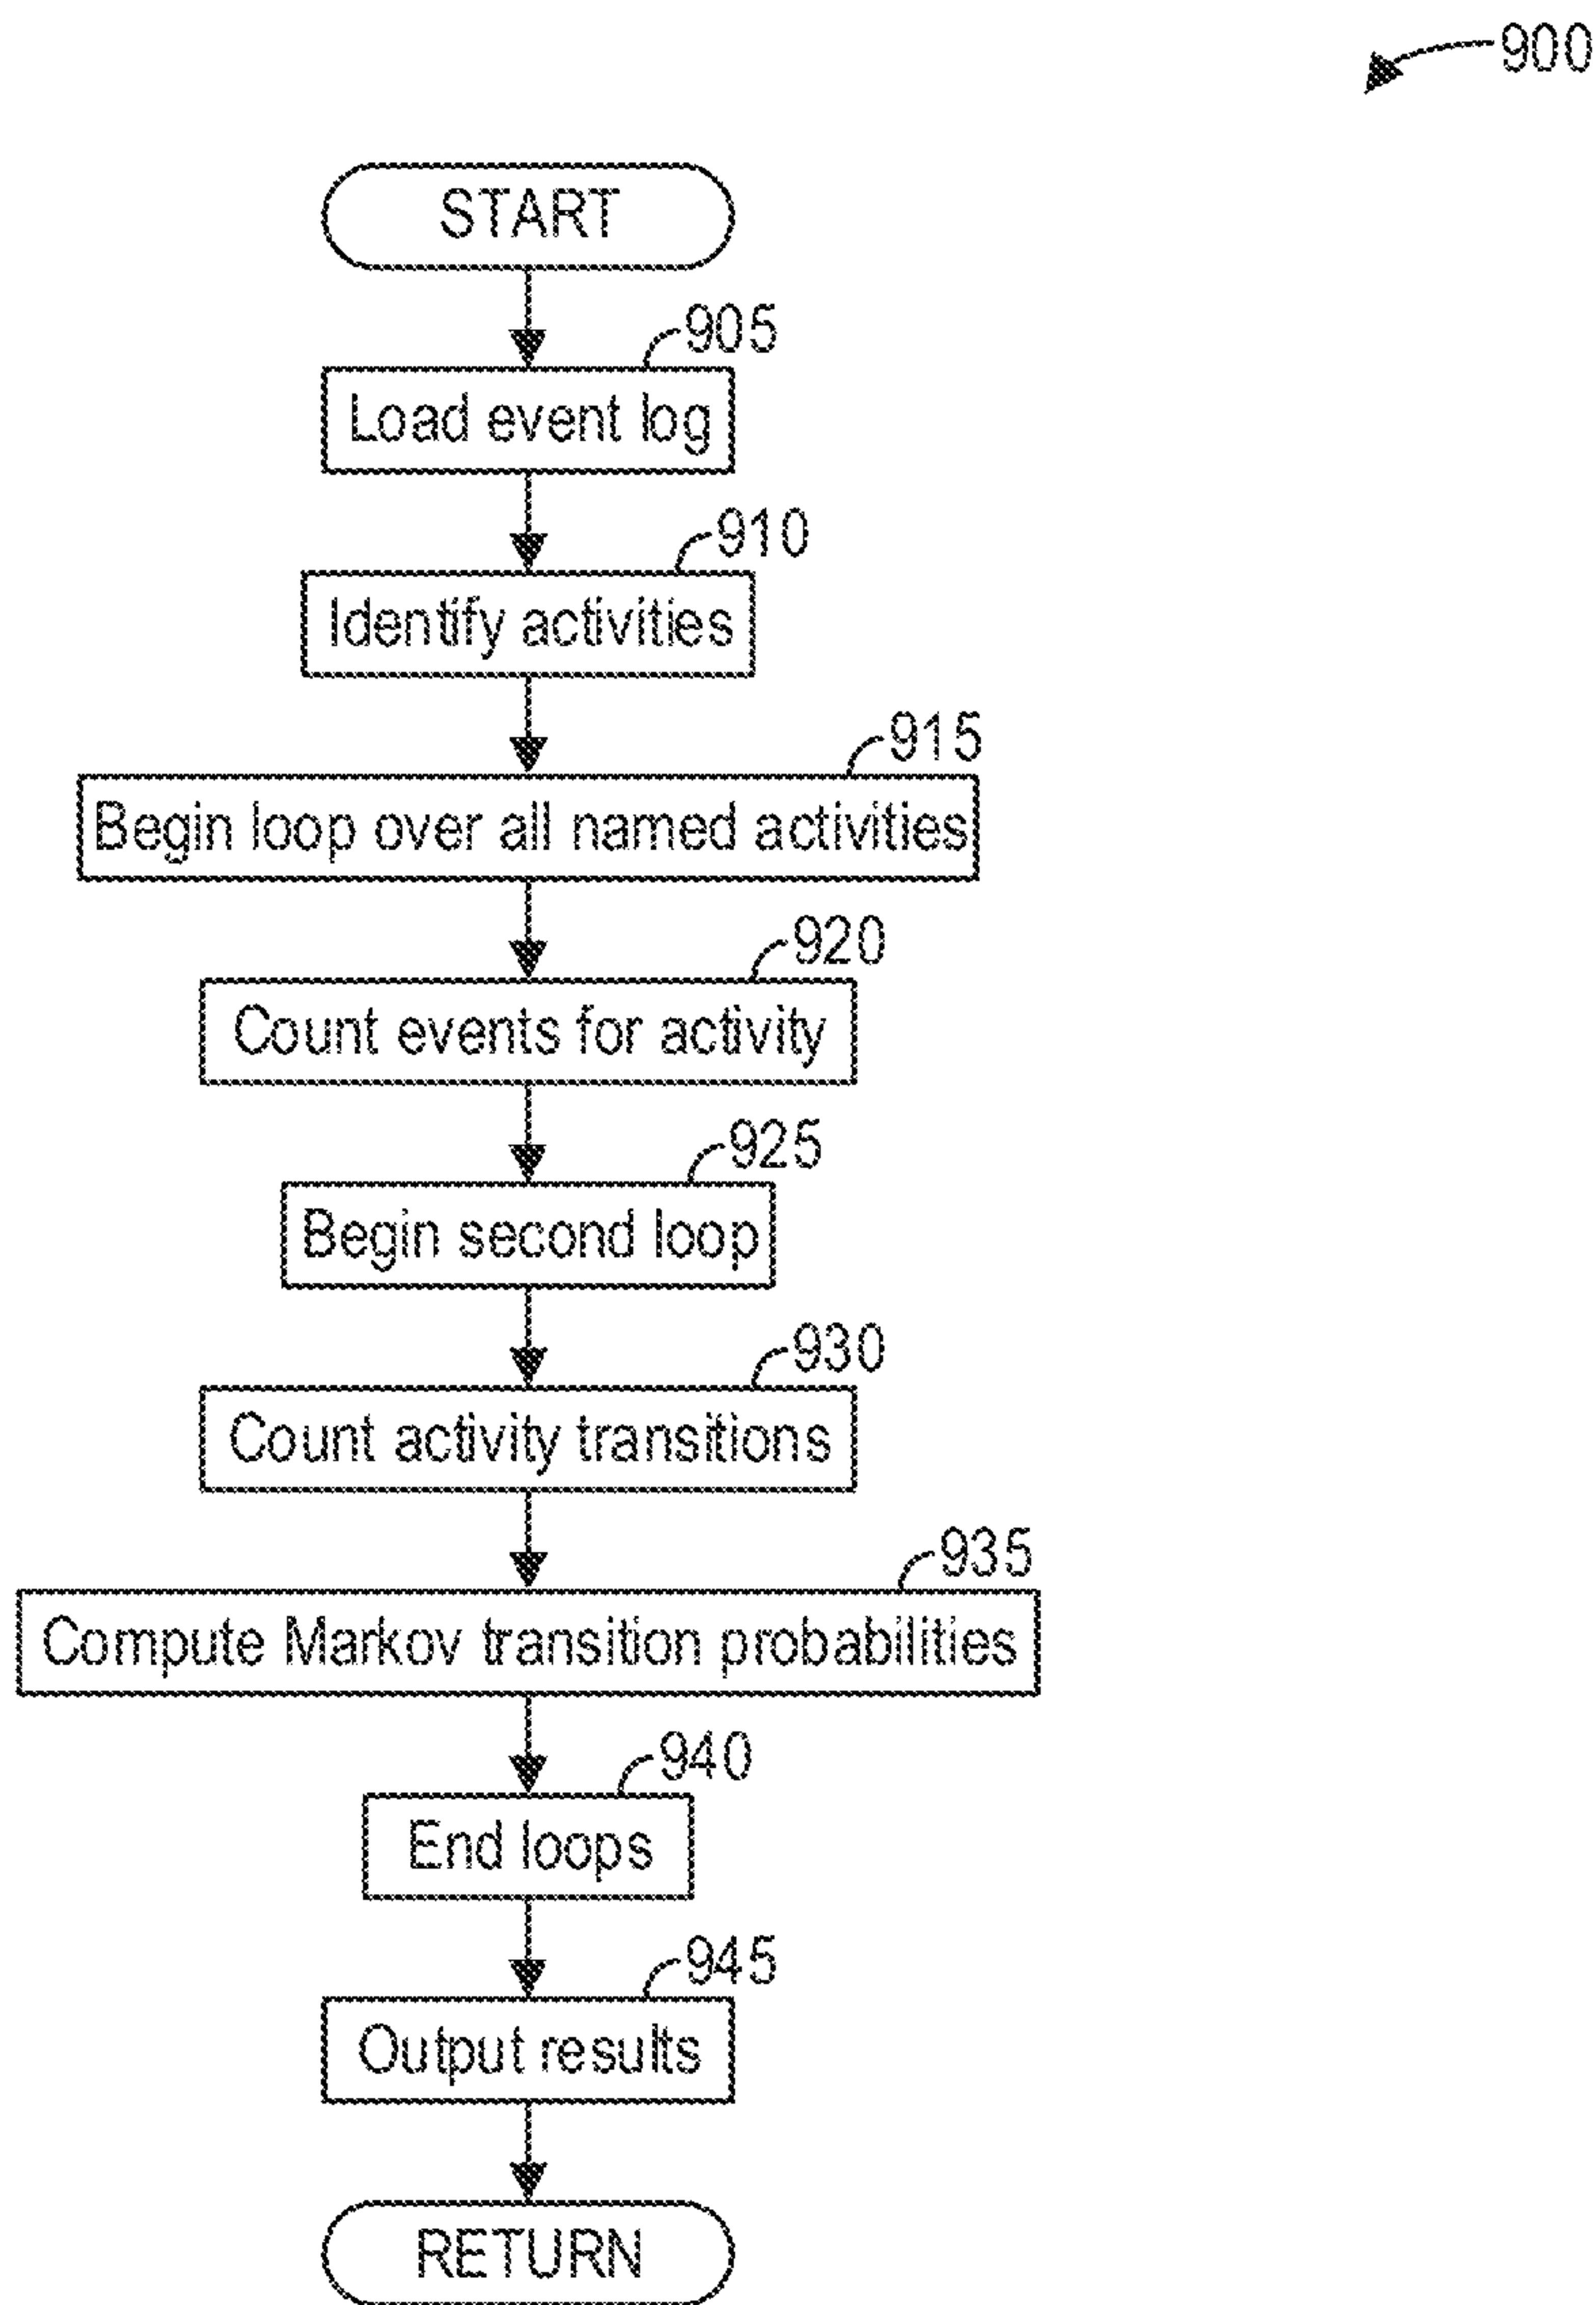 900
START
905
Load event log
910
Identify activities
915
Begin loop over all named activities
920
Count events for activity
925
Begin second loop
930
Count activity transitions
935
Compute Markov transition probabilities
940
End loops
945
Output results
RETURN